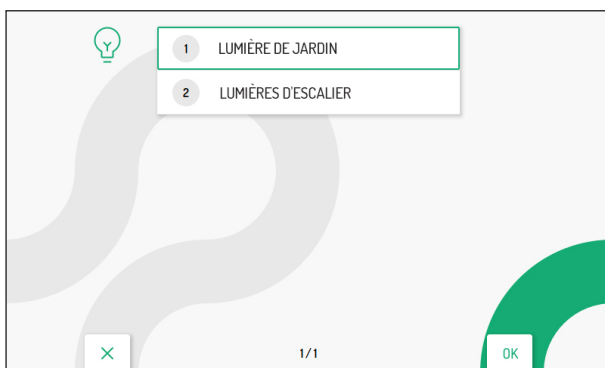 1 LUMIÈRE DE JARDIN
2 LUMIÈRES D'ESCALIER
1/1
OK